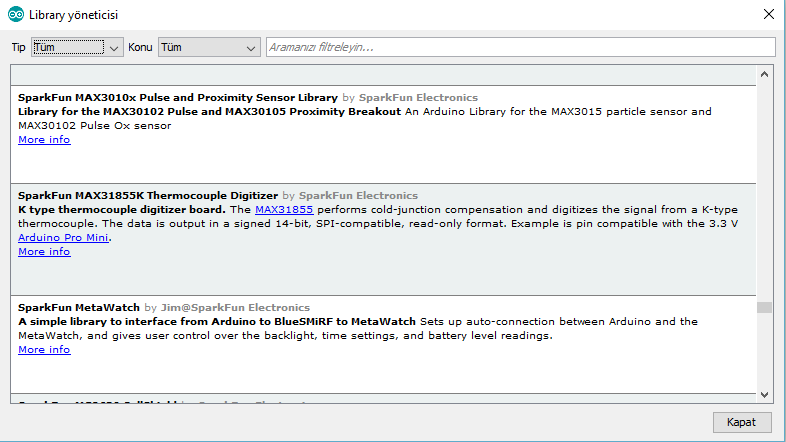 Library yöneticisi
Tip Tüm Konu Tüm Aramanızı filtreleyin...
SparkFun MAX3010x Pulse and Proximity Sensor Library by SparkFun Electronics
Library for the MAX30102 Pulse and MAX30105 Proximity Breakout An Arduino Library for the MAX3015 particle sensor and
MAX30102 Pulse Ox sensor
More info
SparkFun MAX31855K Thermocouple Digitizer by SparkFun Electronics
K type thermocouple digitizer board. The MAX31855 performs cold-junction compensation and digitizes the signal from a K-type
thermocouple. The data is output in a signed 14-bit, SPI-compatible, read-only format. Example is pin compatible with the 3.3 V
Arduino Pro Mini.
More info
SparkFun MetaWatch by Jim@SparkFun Electronics
A simple library to interface from Arduino to BlueSMiRF to MetaWatch Sets up auto-connection between Arduino and the
MetaWatch, and gives user control over the backlight, time settings, and battery level readings.
More info
Kapat